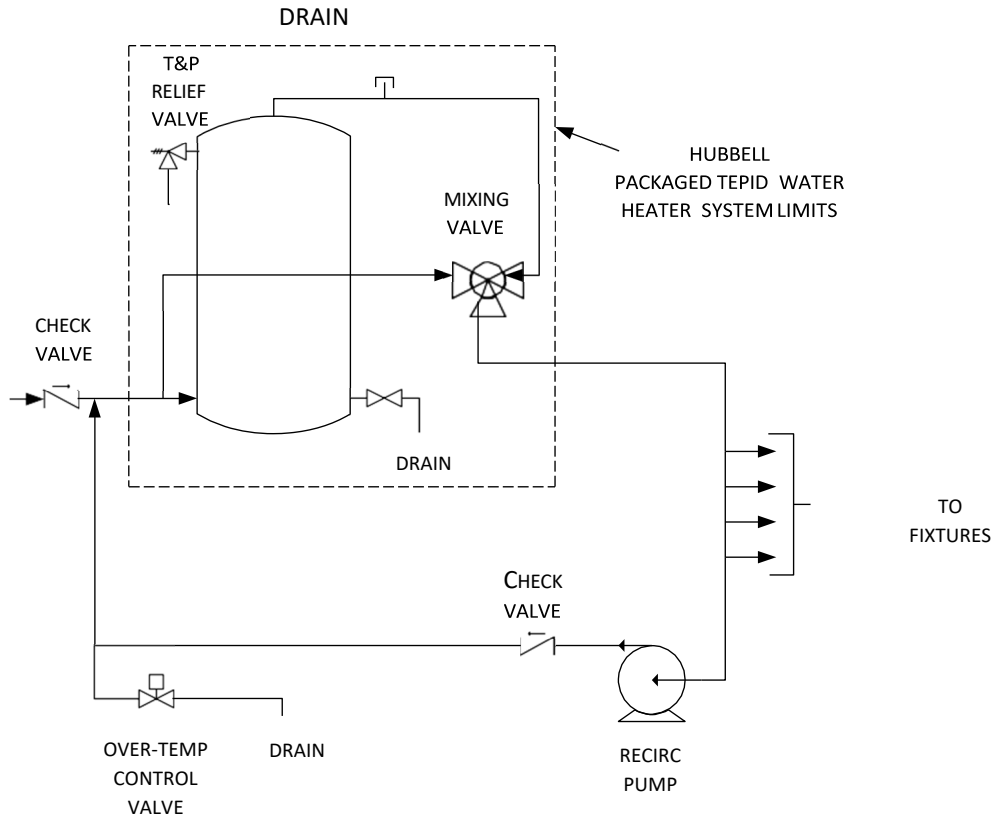 DRAIN
T&P
RELIEF
VALVE
HUBBELL
PACKAGED TEPID WATER
HEATER SYSTEM LIMITS
MIXING
VALVE
CHECK
VALVE
DRAIN
TO
FIXTURES
CHECK
VALVE
OVER-TEMP
CONTROL
VALVE
DRAIN
RECIRC
PUMP